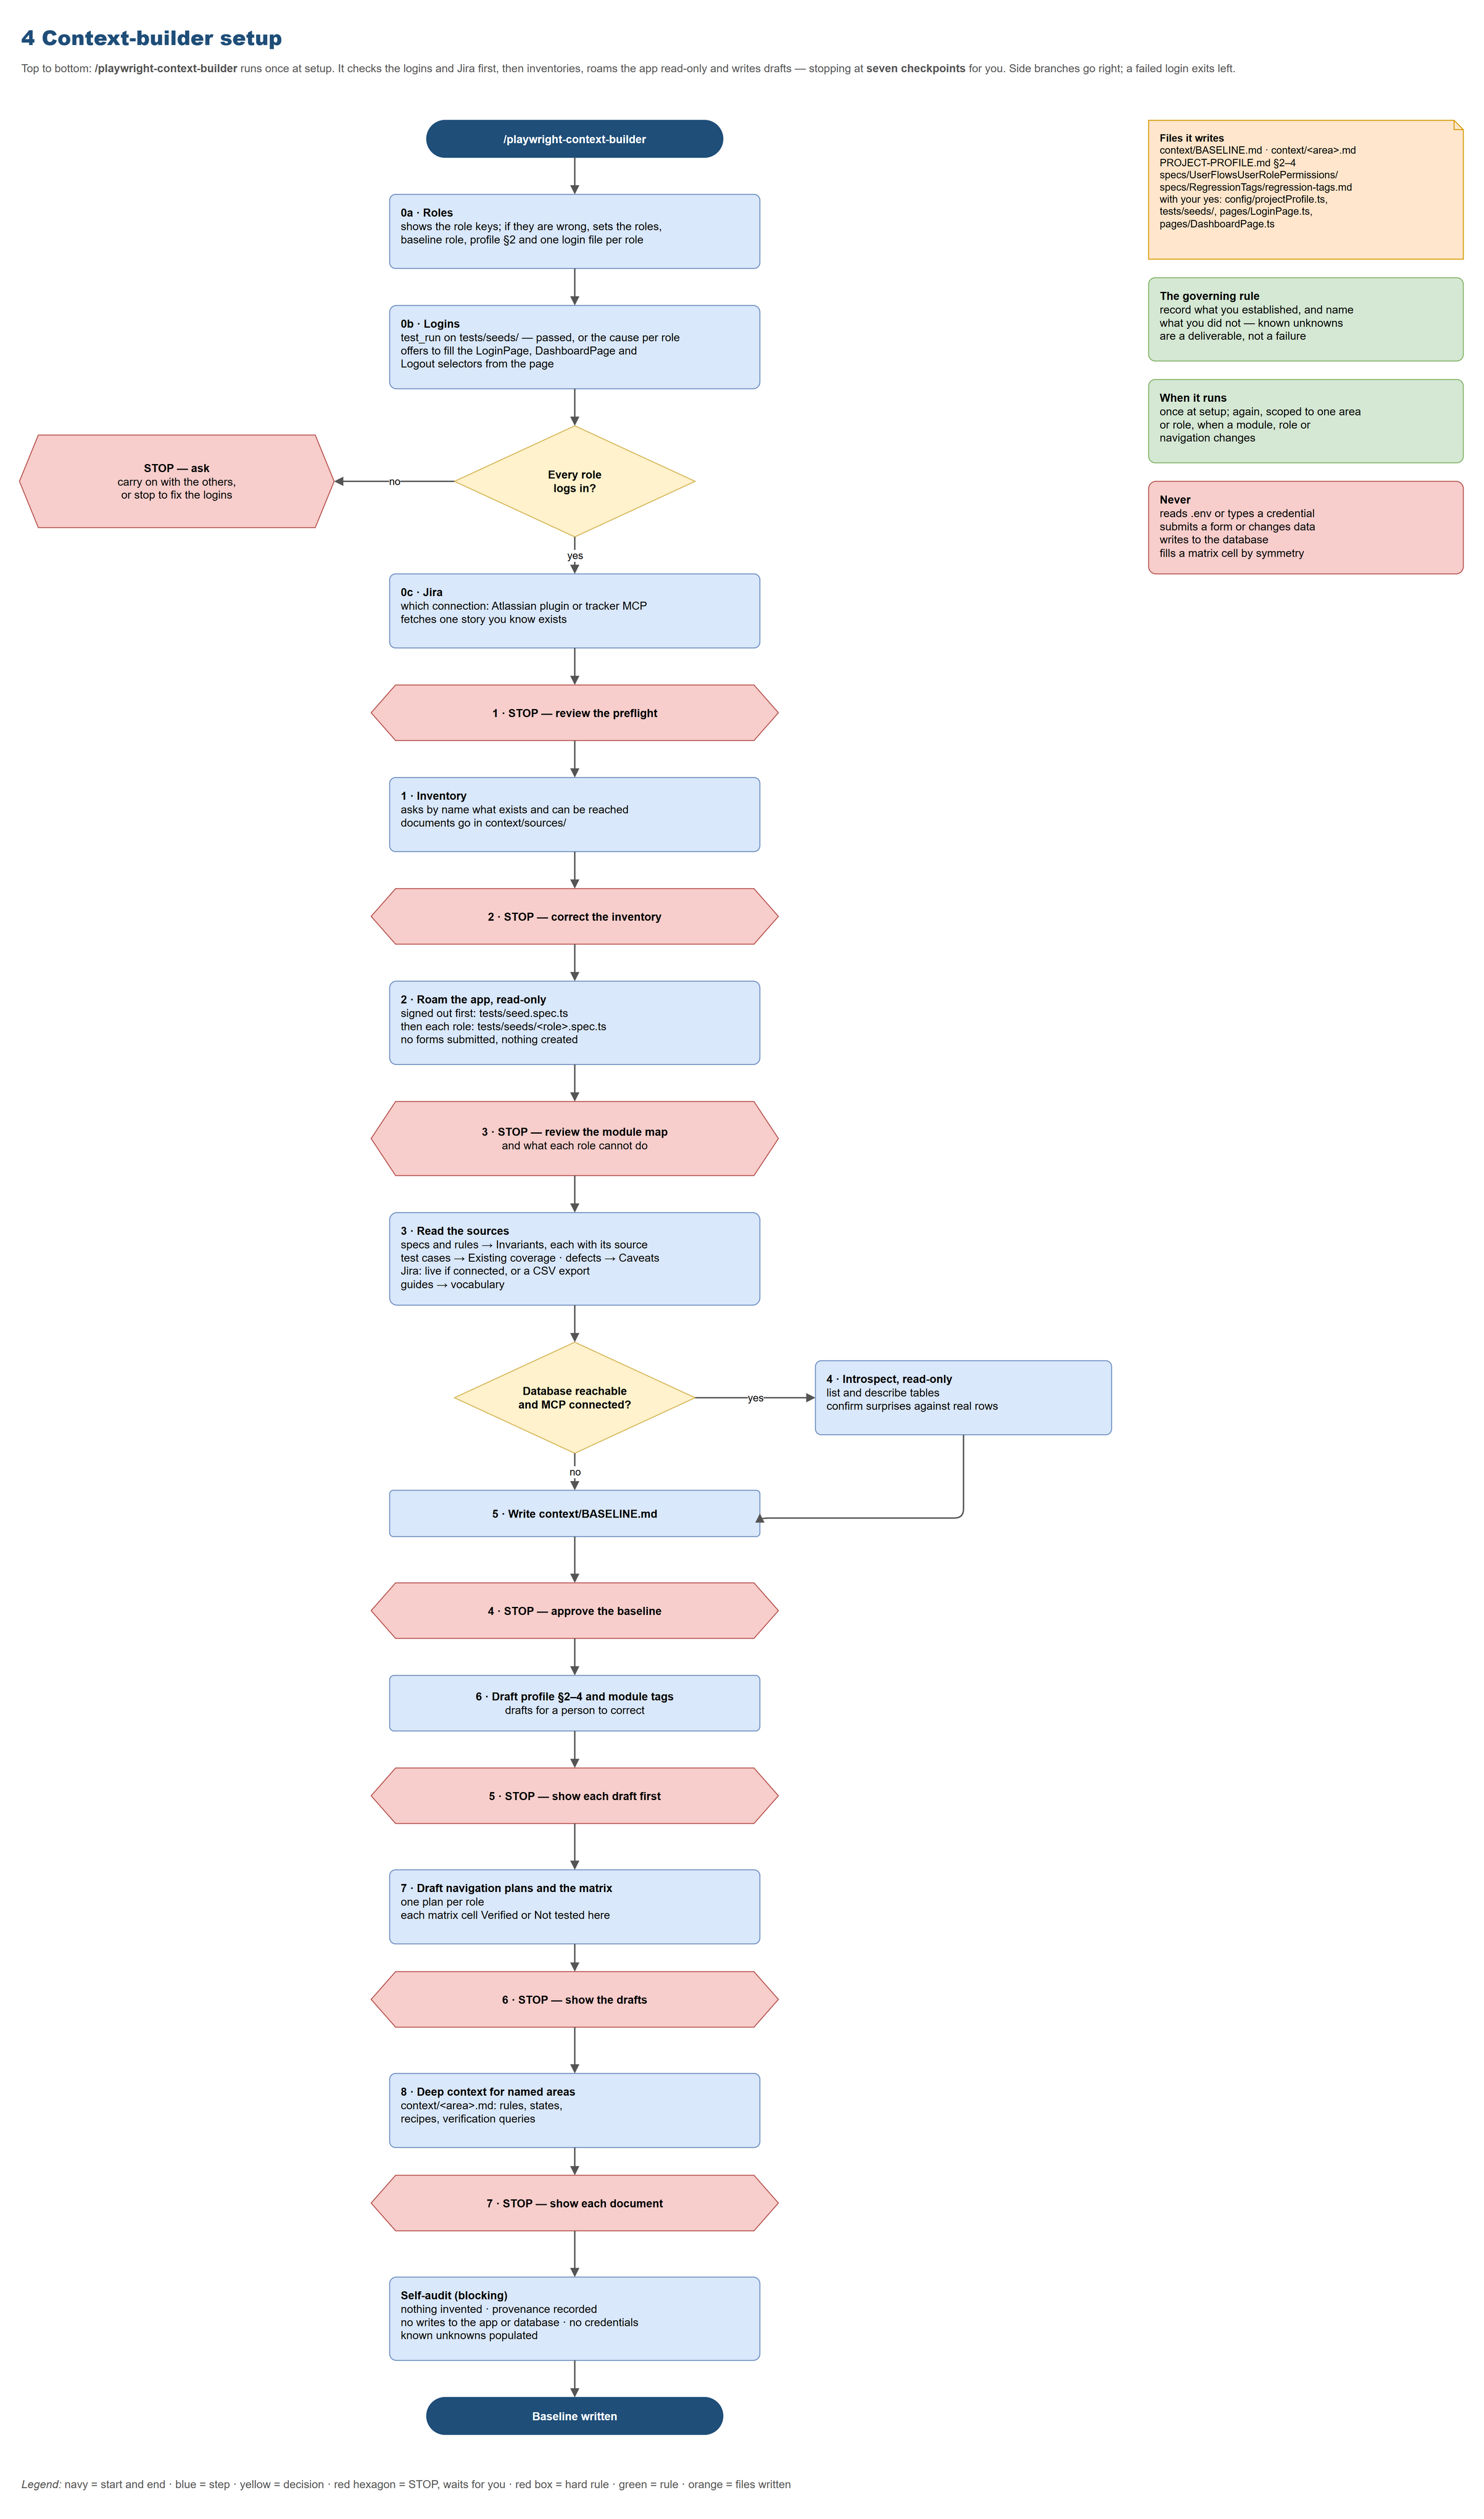 4 Context-builder setup
Top to bottom: /playwright-context-builder runs once at setup. It checks the logins and Jira first, then inventories, roams the app read-only and writes drafts — stopping at seven checkpoints for you. Side branches go right; a failed login exits left.
/playwright-context-builder
Files it writes
context/BASELINE.md · context/<area>.md
PROJECT-PROFILE.md §2–4
specs/UserFlowsUserRolePermissions/
specs/RegressionTags/regression-tags.md
with your yes: config/projectProfile.ts,
tests/seeds/, pages/LoginPage.ts,
pages/DashboardPage.ts
0a · Roles
shows the role keys; if they are wrong, sets the roles,
baseline role, profile §2 and one login file per role
The governing rule
record what you established, and name
what you did not — known unknowns
are a deliverable, not a failure
0b · Logins
test_run on tests/seeds/ — passed, or the cause per role
offers to fill the LoginPage, DashboardPage and
Logout selectors from the page
When it runs
once at setup; again, scoped to one area
or role, when a module, role or
navigation changes
STOP — ask
carry on with the others,
or stop to fix the logins
no
Every role
logs in?
Never
reads .env or types a credential
submits a form or changes data
writes to the database
fills a matrix cell by symmetry
yes
0c · Jira
which connection: Atlassian plugin or tracker MCP
fetches one story you know exists
1 · STOP — review the preflight
1 · Inventory
asks by name what exists and can be reached
documents go in context/sources/
2 · STOP — correct the inventory
2 · Roam the app, read-only
signed out first: tests/seed.spec.ts
then each role: tests/seeds/<role>.spec.ts
no forms submitted, nothing created
3 · STOP — review the module map
and what each role cannot do
3 · Read the sources
specs and rules → Invariants, each with its source
test cases → Existing coverage · defects → Caveats
Jira: live if connected, or a CSV export
guides → vocabulary
Database reachable
and MCP connected?
yes
4 · Introspect, read-only
list and describe tables
confirm surprises against real rows
no
5 · Write context/BASELINE.md
4 · STOP — approve the baseline
6 · Draft profile §2–4 and module tags
drafts for a person to correct
5 · STOP — show each draft first
7 · Draft navigation plans and the matrix
one plan per role
each matrix cell Verified or Not tested here
6 · STOP — show the drafts
8 · Deep context for named areas
context/<area>.md: rules, states,
recipes, verification queries
7 · STOP — show each document
Self-audit (blocking)
nothing invented · provenance recorded
no writes to the app or database · no credentials
known unknowns populated
Baseline written
Legend: navy = start and end · blue = step · yellow = decision · red hexagon = STOP, waits for you · red box = hard rule · green = rule · orange = files written